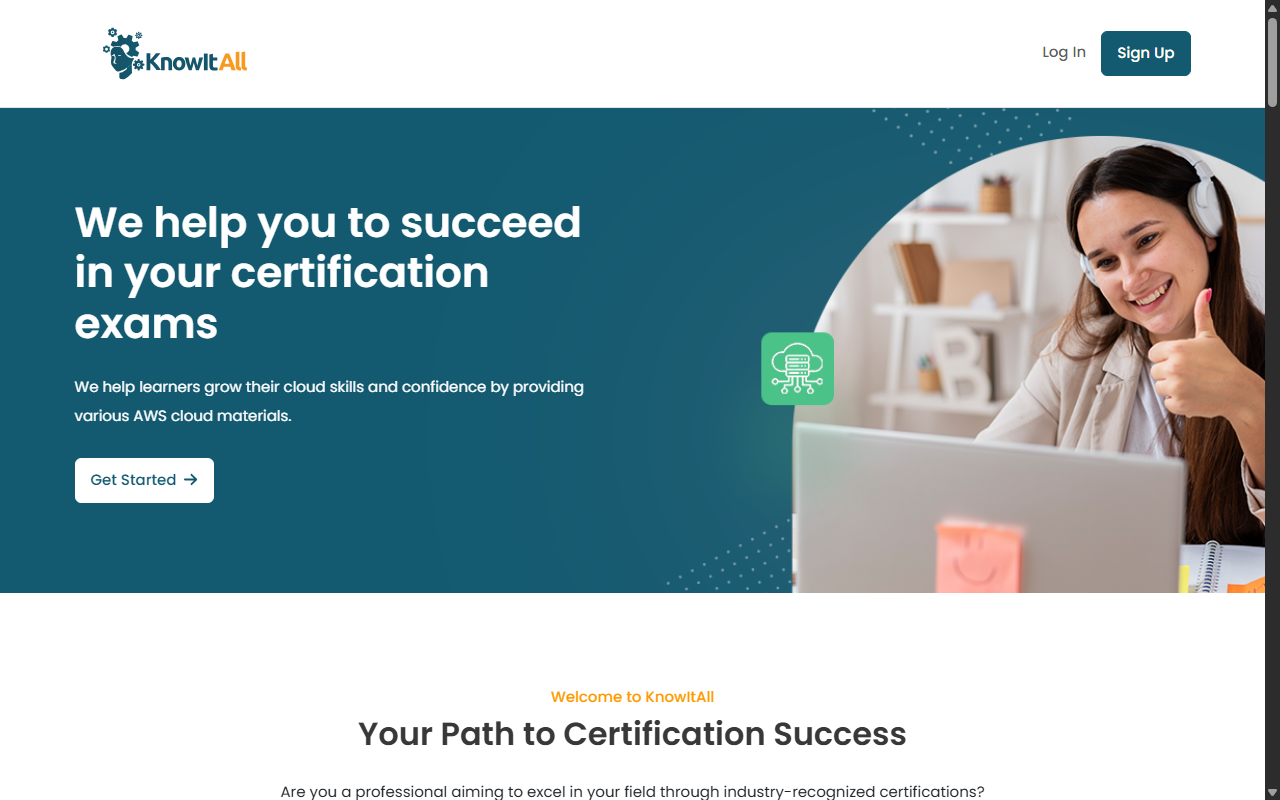 KnowItAll
Log In
Sign Up
We help you to succeed
in your certification
exams
We help learners grow their cloud skills and confidence by providing
various AWS cloud materials.
Get Started →
B
Welcome to KnowItAll
Your Path to Certification Success
Are you a professional aiming to excel in your field through industry-recognized certifications?